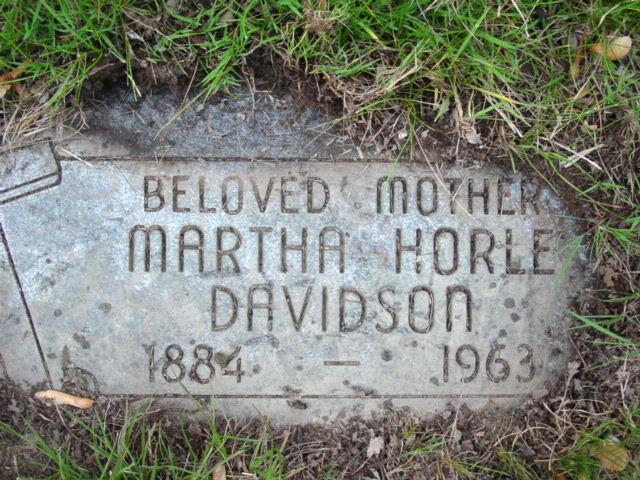 BELOVED MOTHER
MARTHA HORLE
DAVIDSON
1884 — 1963